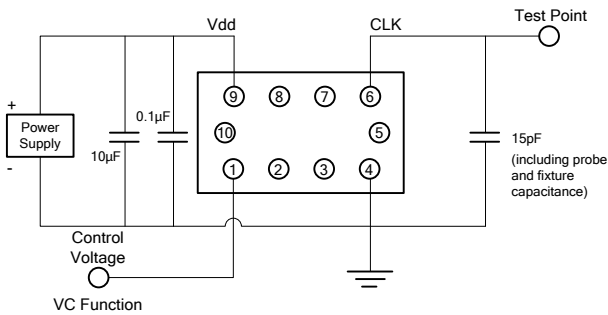 Test Point
Vdd
CLK
+
Power
Supply
-
10µF
0.1µF
9
8
7
6
10
5
1
2
3
4
15pF
(including probe
and fixture
capacitance)
Control
Voltage
VC Function